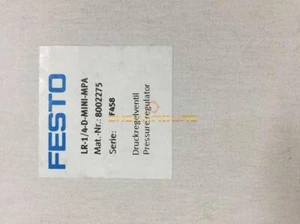 FESTO
LR-1/4-D-MINI-MPA
Mat.-Nr.: 8002275
Serie: F458
Druckregelventil
Pressure regulator